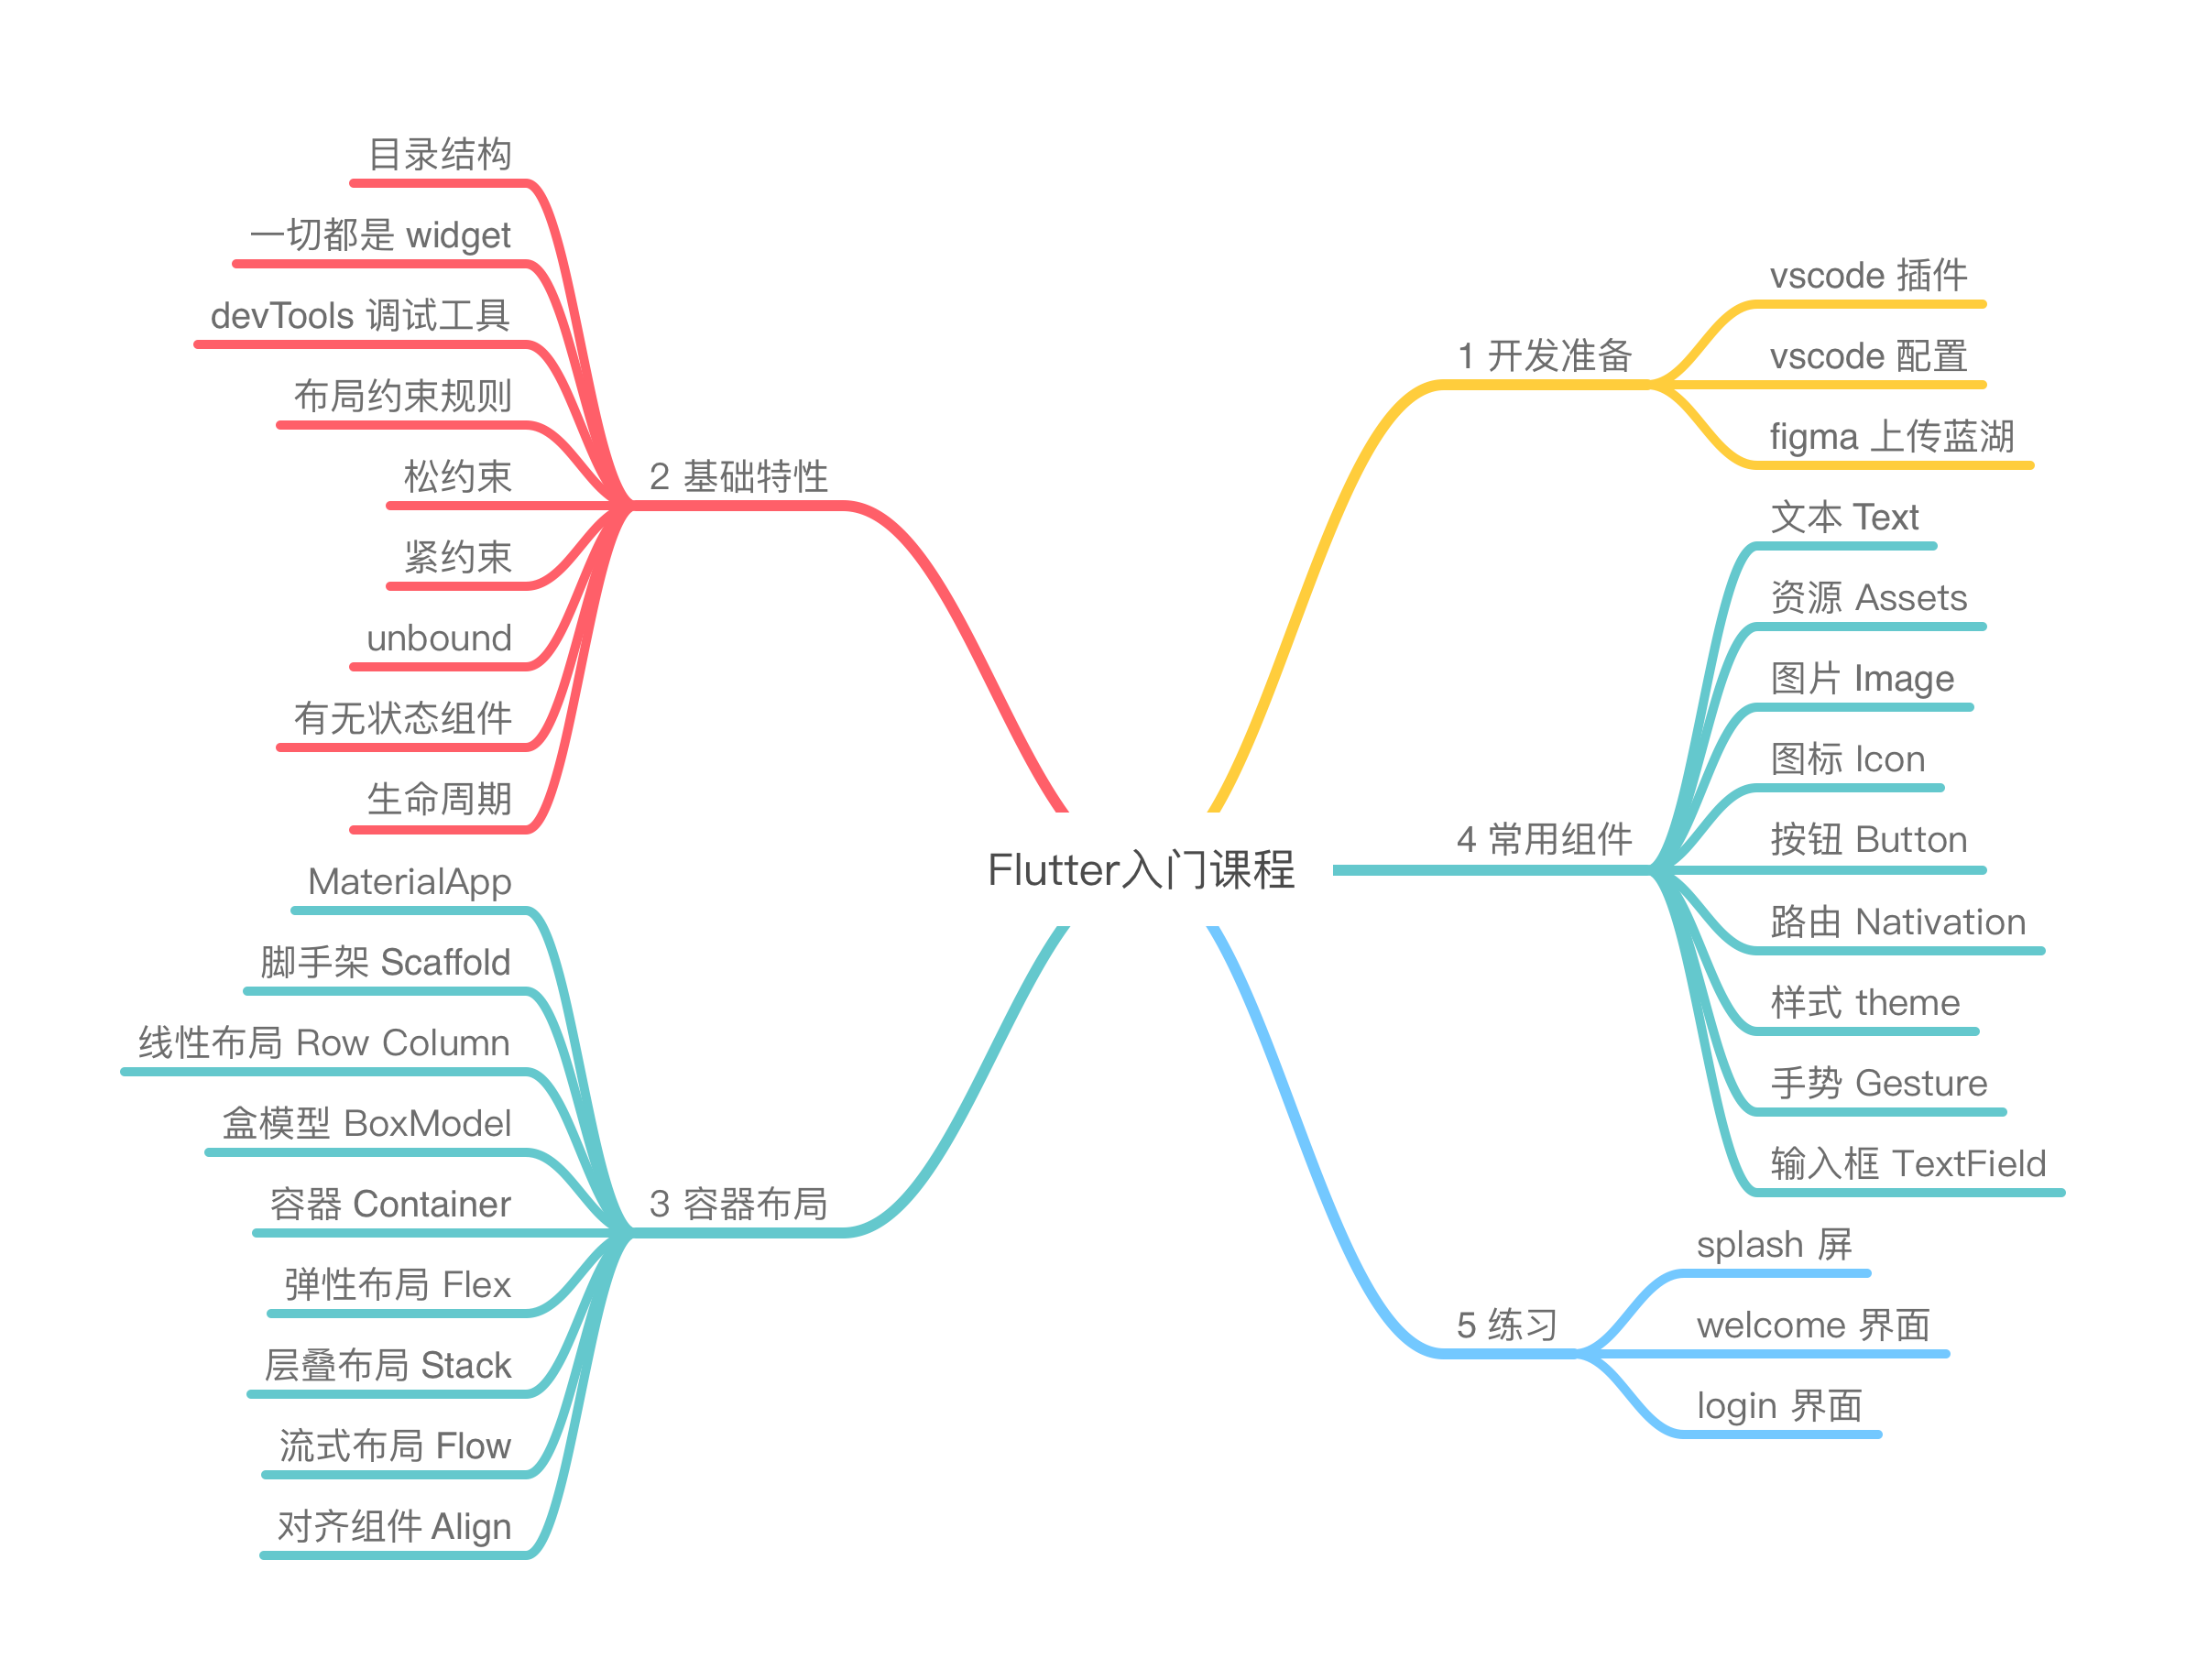 Flutter入门课程
1 开发准备
vscode 插件
vscode 配置
figma 上传蓝湖
2 基础特性
目录结构
一切都是 widget
devTools 调试工具
布局约束规则
松约束
紧约束
unbound
有无状态组件
生命周期
3 容器布局
MaterialApp
脚手架 Scaffold
线性布局 Row Column
盒模型 BoxModel
容器 Container
弹性布局 Flex
层叠布局 Stack
流式布局 Flow
对齐组件 Align
4 常用组件
文本 Text
资源 Assets
图片 Image
图标 Icon
按钮 Button
路由 Nativation
样式 theme
手势 Gesture
输入框 TextField
5 练习
splash 屏
welcome 界面
login 界面